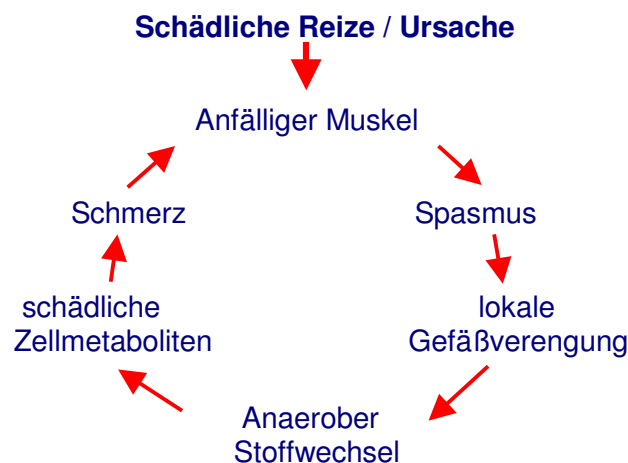 Schädliche Reize / Ursache
Anfälliger Muskel
Spasmus
lokale
Gefäßverengung
Anaerober
Stoffwechsel
schädliche
Zellmetaboliten
Schmerz